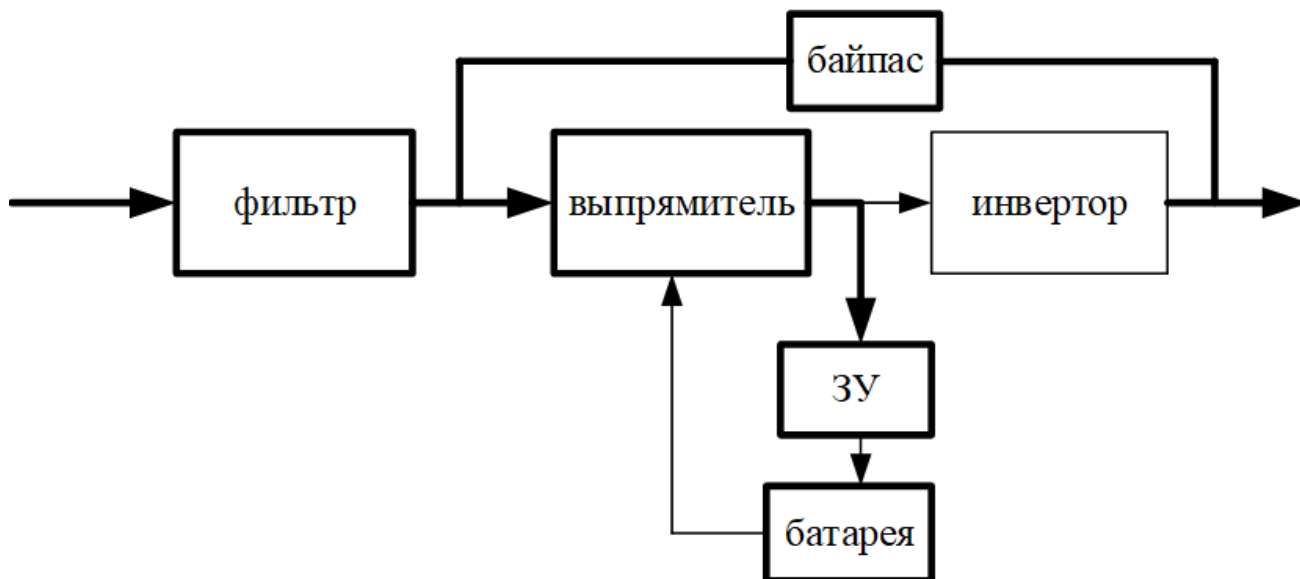 байпас
фильтр
выпрямитель
инвертор
ЗУ
батарея